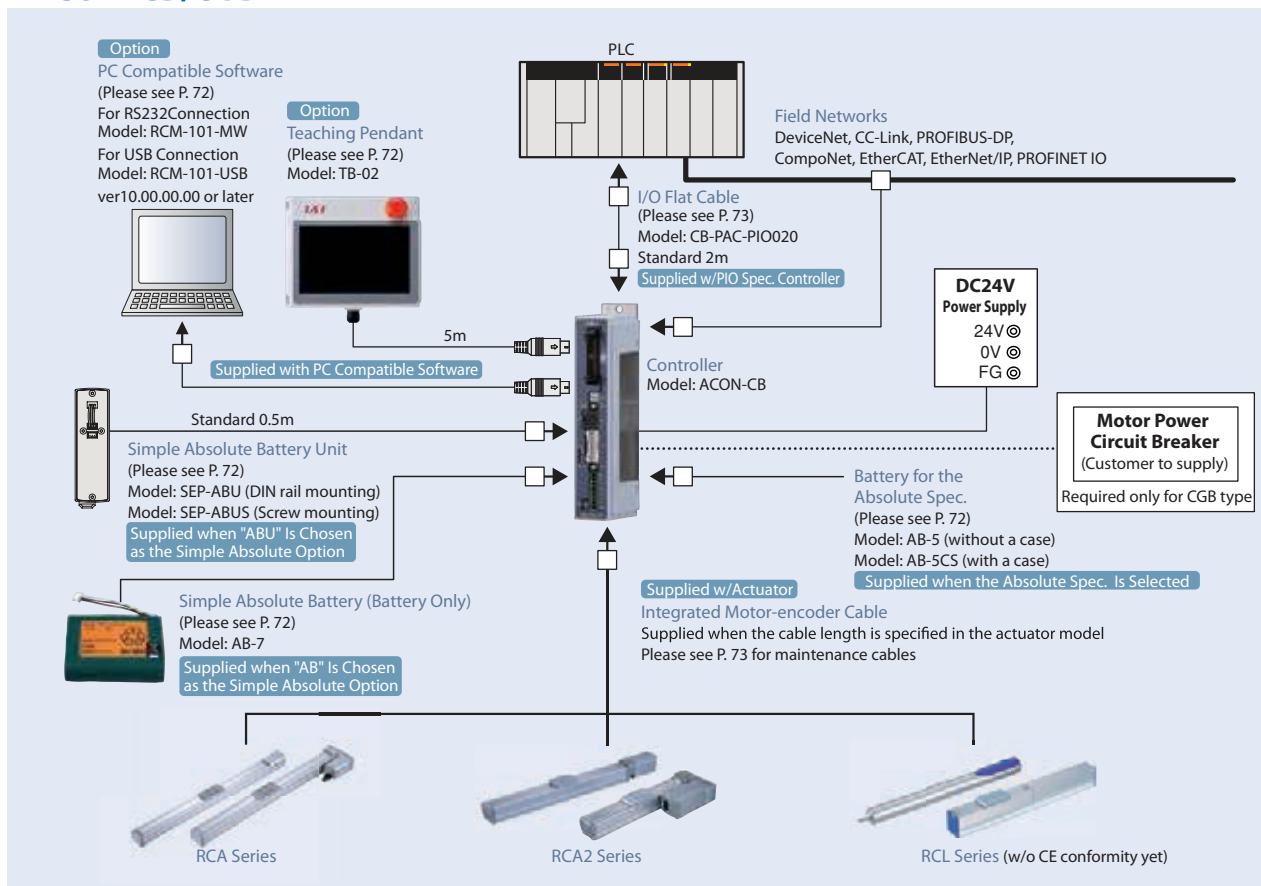 Option
PC Compatible Software
(Please see P. 72)
For RS232Connection
Model: RCM-101-MW
For USB Connection
Model: RCM-101-USB
ver10.00.00.00 or later
Option
Teaching Pendant
(Please see P. 72)
Model: TB-02
IAI
PLC
Field Networks
DeviceNet, CC-Link, PROFIBUS-DP,
CompoNet, EtherCAT, EtherNet/IP, PROFINET IO
I/O Flat Cable
(Please see P. 73)
Model: CB-PAC-PIO020
Standard 2m
Supplied w/PIO Spec. Controller
DC24V
Power Supply
24V
0V
FG
5m
Supplied with PC Compatible Software
Controller
Model: ACON-CB
Motor Power
Circuit Breaker
(Customer to supply)
Required only for CGB type
Standard 0.5m
Simple Absolute Battery Unit
(Please see P. 72)
Model: SEP-ABU (DIN rail mounting)
Model: SEP-ABUS (Screw mounting)
Supplied when "ABU" Is Chosen
as the Simple Absolute Option
Battery for the
Absolute Spec.
(Please see P. 72)
Model: AB-5 (without a case)
Model: AB-5CS (with a case)
Supplied when the Absolute Spec. Is Selected
Simple Absolute Battery (Battery Only)
(Please see P. 72)
Model: AB-7
Supplied when "AB" Is Chosen
as the Simple Absolute Option
Supplied w/Actuator
Integrated Motor-encoder Cable
Supplied when the cable length is specified in the actuator model
Please see P. 73 for maintenance cables
RCA Series
RCA2 Series
RCL Series (w/o CE conformity yet)